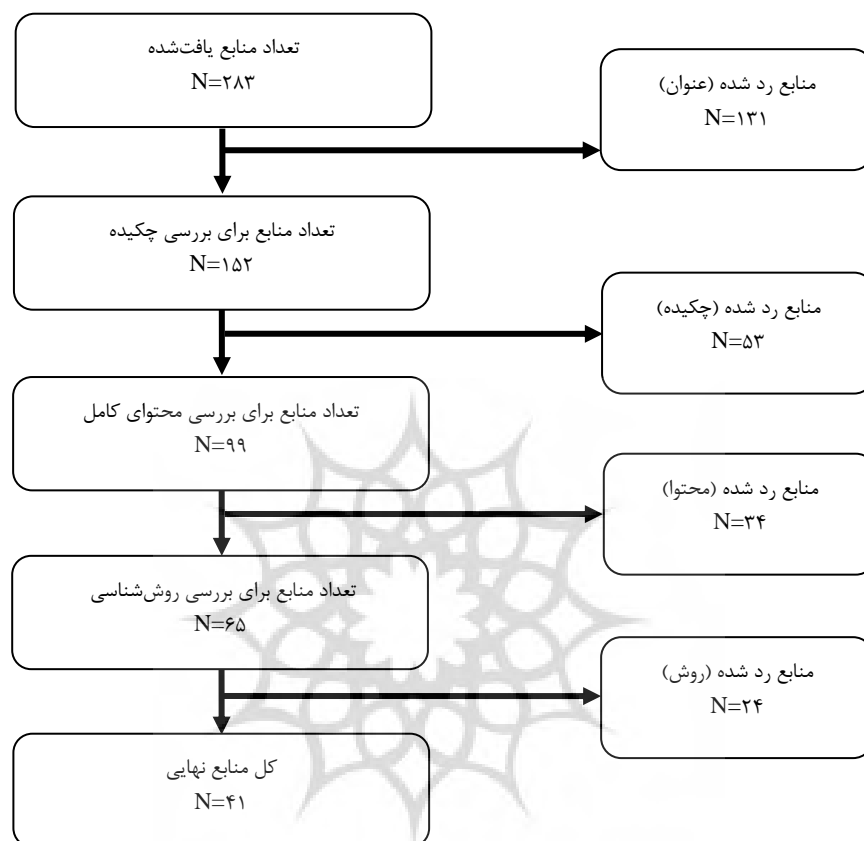 تعداد منابع یافت‌شده
N=۲۸۳
منابع رد شده (عنوان)
N=۱۳۱
تعداد منابع برای بررسی چکیده
N=۱۵۲
منابع رد شده (چکیده)
N=۵۳
تعداد منابع برای بررسی محتوای کامل
N=۹۹
منابع رد شده (محتوا)
N=۳۴
تعداد منابع برای بررسی روش‌شناسی
N=۶۵
منابع رد شده (روش)
N=۲۴
کل منابع نهایی
N=۴۱